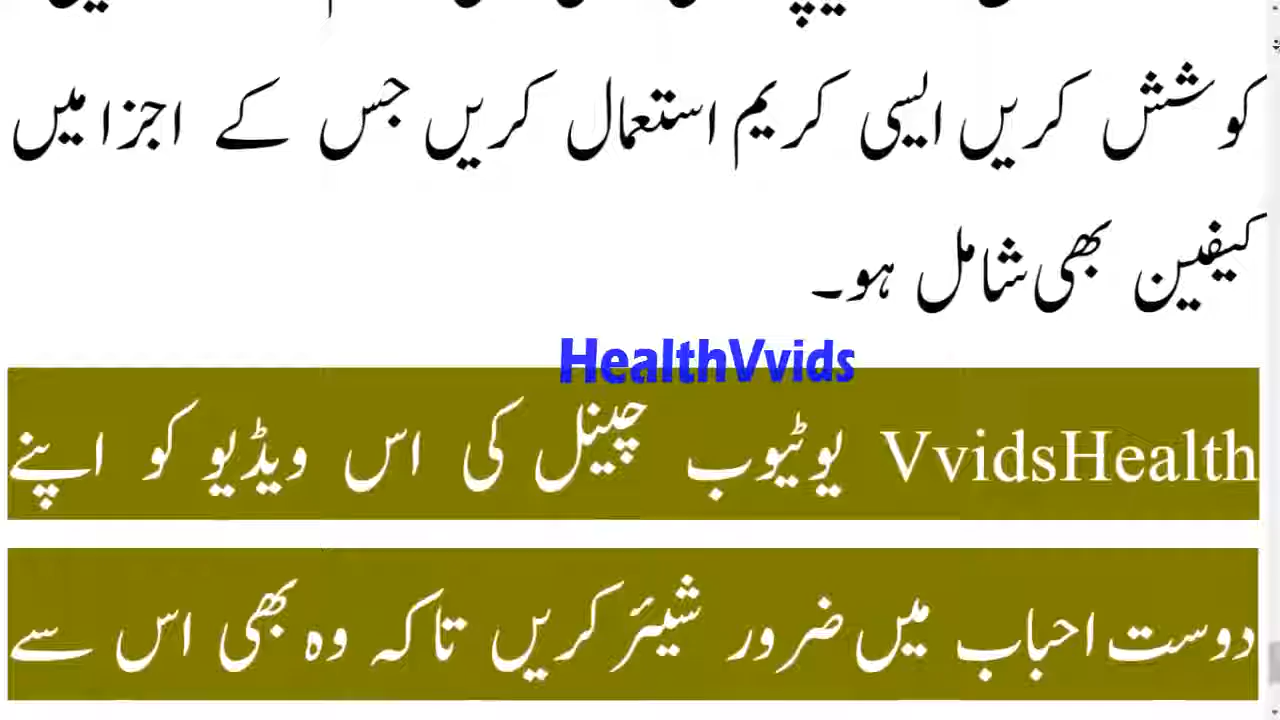 کوشش کریں ایسی کریم استعمال کریں جس کے اجزا میں
کیفین بھی شامل ہو۔
HealthVvids
VvidsHealth یوٹیوب چینل کی اس ویڈیو کو اپنے
دوست احباب میں ضرور شیئر کریں تاکہ وہ بھی اس سے